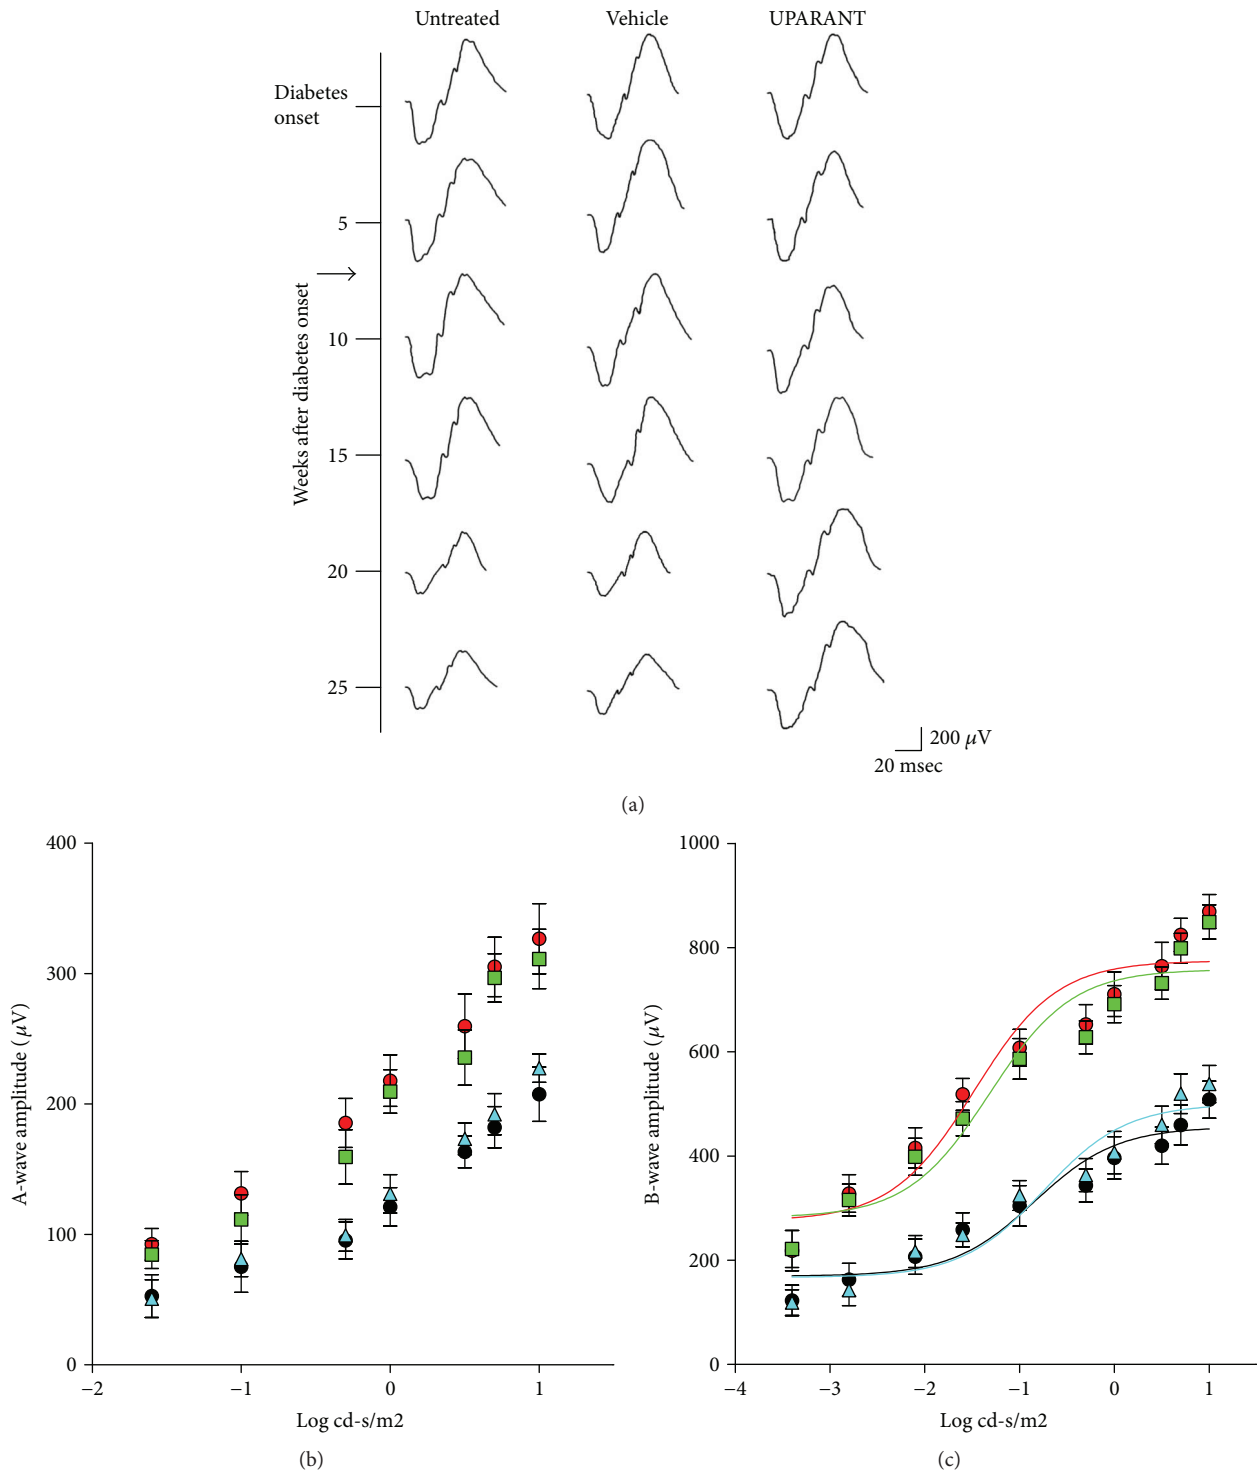 Untreated Vehicle UPARANT
Diabetes
onset
5
10
15
20
25
Weeks after diabetes onset
200 μV
20 msec
(a)
400
300
200
100
0
A-wave amplitude (μV)
−2 −1 0 1
Log cd-s/m2
(b)
1000
800
600
400
200
0
B-wave amplitude (μV)
−4 −3 −2 −1 0 1
Log cd-s/m2
(c)